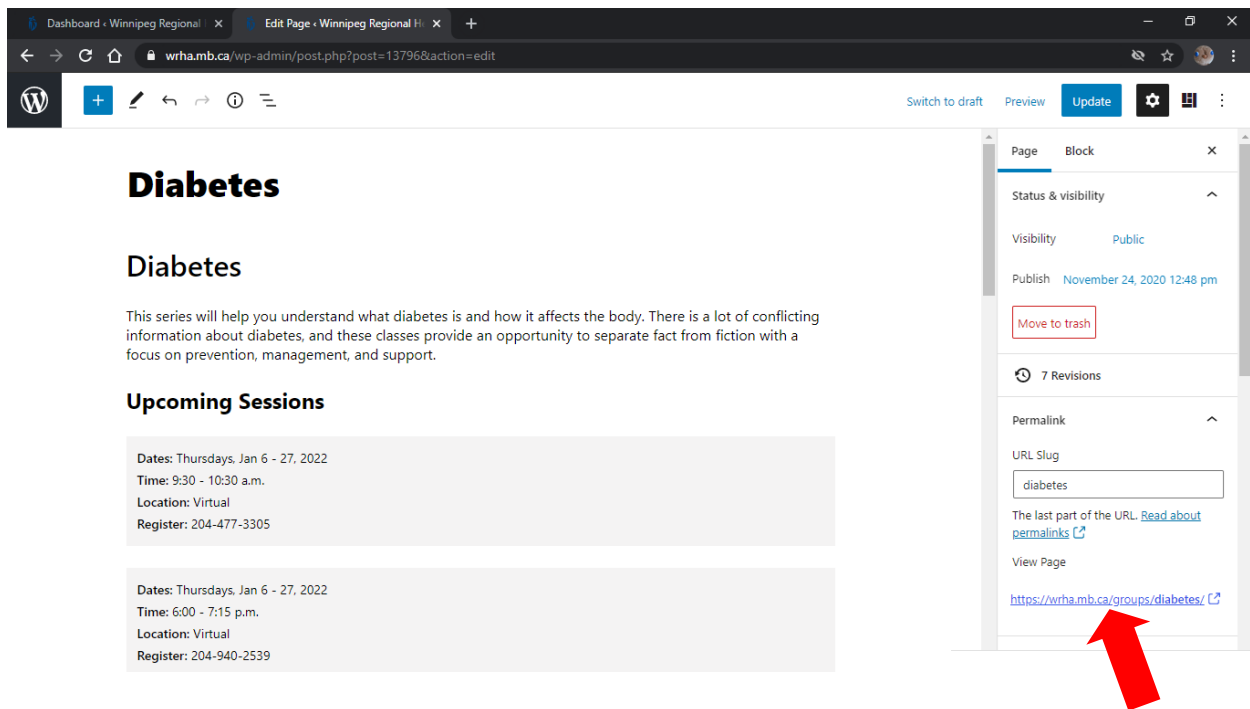 Dashboard ‹ Winnipeg Regional
Edit Page ‹ Winnipeg Regional He
wrha.mb.ca/wp-admin/post.php?post=13796&action=edit
Switch to draft
Preview
Update
Page
Block
Diabetes
Diabetes
This series will help you understand what diabetes is and how it affects the body. There is a lot of conflicting
information about diabetes, and these classes provide an opportunity to separate fact from fiction with a
focus on prevention, management, and support.
Upcoming Sessions
Dates: Thursdays, Jan 6 - 27, 2022
Time: 9:30 - 10:30 a.m.
Location: Virtual
Register: 204-477-3305
Dates: Thursdays, Jan 6 - 27, 2022
Time: 6:00 - 7:15 p.m.
Location: Virtual
Register: 204-940-2539
Status & visibility
Visibility Public
Publish November 24, 2020 12:48 pm
Move to trash
7 Revisions
Permalink
URL Slug
diabetes
The last part of the URL. Read about
permalinks
View Page
https://wrha.mb.ca/groups/diabetes/